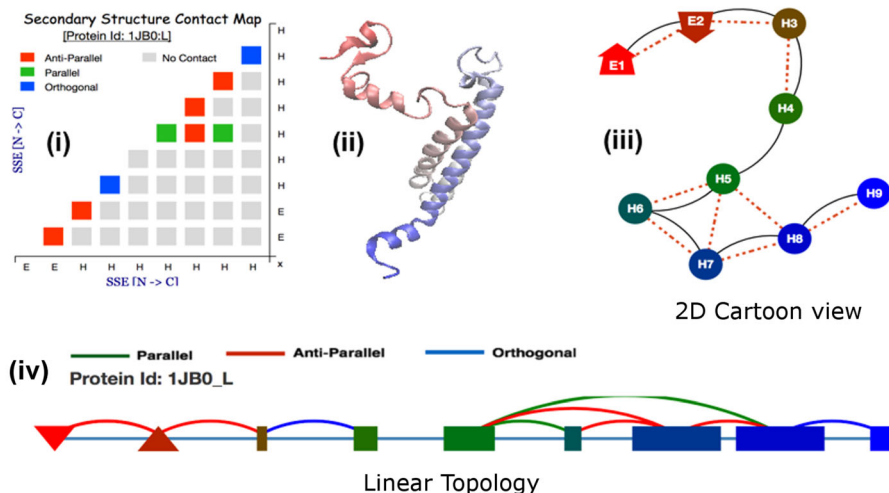 Secondary Structure Contact Map
[Protein Id: 1JB0:L]
Anti-Parallel
No Contact
Parallel
Orthogonal
SSE [N -> C]
(i)
H
H
H
H
H
H
H
E
E
x
E E H H H H H H H
SSE [N -> C]
(ii)
(iii)
E1
E2
H3
H4
H5
H6
H7
H8
H9
2D Cartoon view
(iv)
Parallel Anti-Parallel Orthogonal
Protein Id: 1JB0_L
Linear Topology